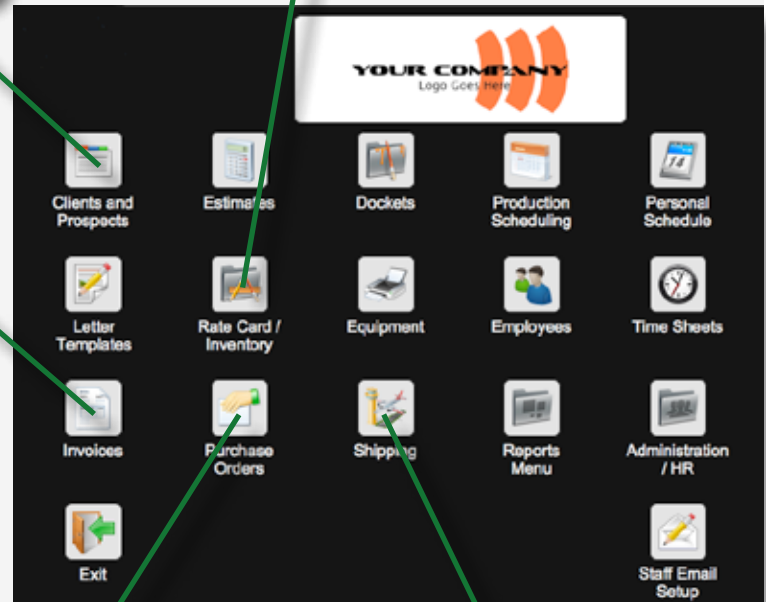 YOUR COMPANY
Logo Goes Here
Clients and
Prospects
Estimates
Dockets
Production
Scheduling
14
Personal
Schedule
Letter
Templates
Rate Card /
Inventory
Equipment
Employees
Time Sheets
Invoices
Purchase
Orders
Shipping
Reports
Menu
Administration
/ HR
Exit
Staff Email
Setup